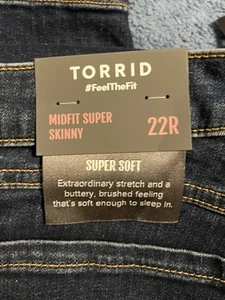 TORRID
#FeelTheFit
MIDFIT SUPER
SKINNY
22R
SUPER SOFT
Extraordinary stretch and a
buttery, brushed feeling
that's soft enough to sleep in.